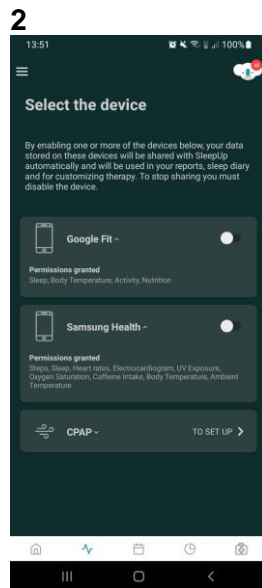 2
13:51
100%
Select the device
By enabling one or more of the devices below, your data
stored on these devices will be shared with SleepUp
automatically and will be used in your reports, sleep diary
and for customizing therapy. To stop sharing you must
disable the device.
Google Fit
Permissions granted
Sleep, Body Temperature, Activity, Nutrition
Samsung Health
Permissions granted
Steps, Sleep, Heart rates, Electrocardiogram, UV Exposure,
Oxygen Saturation, Caffeine Intake, Body Temperature, Ambient
Temperature
CPAP
TO SET UP